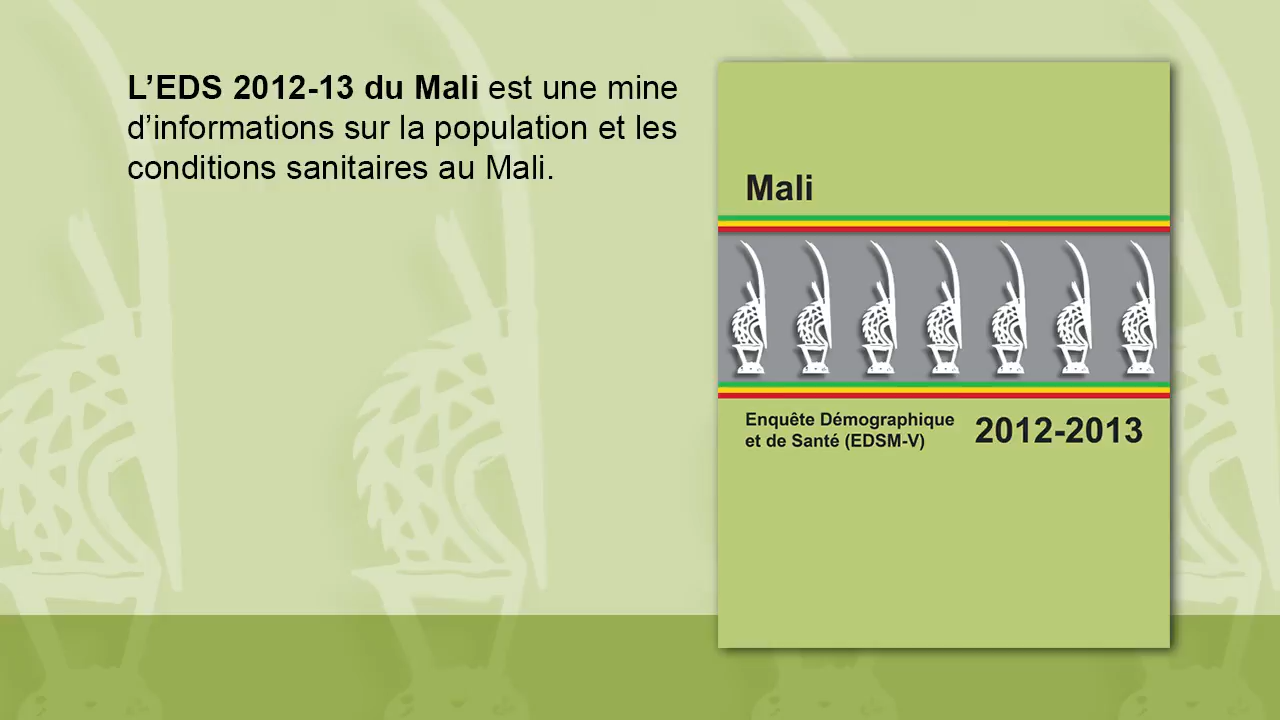 L’EDS 2012-13 du Mali est une mine
d’informations sur la population et les
conditions sanitaires au Mali.
Mali
Enquête Démographique
et de Santé (EDSM-V)
2012-2013